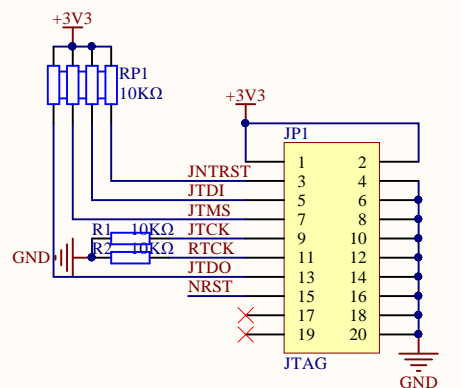 +3V3
RP1
10KΩ
+3V3
JP1
1 2
JNTRST 3 4
JTDI 5 6
JTMS 7 8
R1 10KΩ JTCK 9 10
GND R2 10KΩ RTCK 11 12
JTDO 13 14
NRST 15 16
17 18
19 20
JTAG
GND